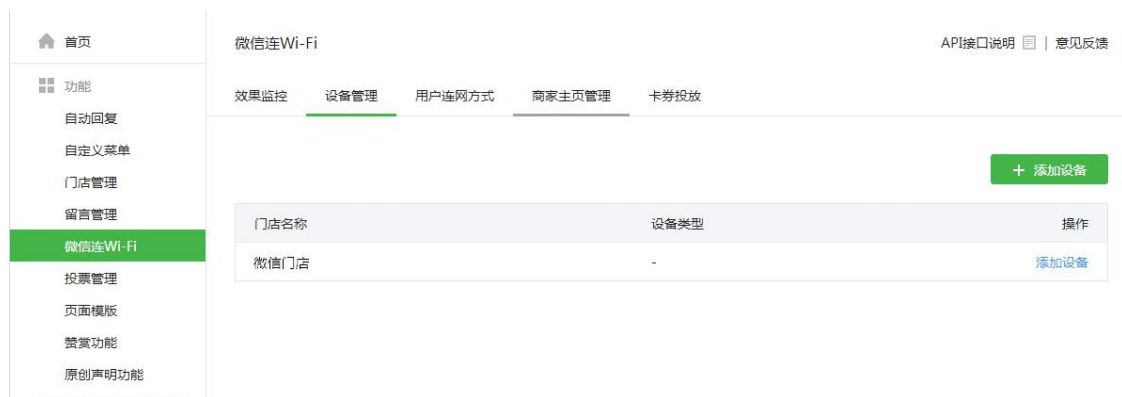 首页
功能
自动回复
自定义菜单
门店管理
留言管理
微信连Wi-Fi
投票管理
页面模版
赞赏功能
原创声明功能
微信连Wi-Fi
API接口说明 | 意见反馈
效果监控 设备管理 用户连网方式 商家主页管理 卡券投放
+ 添加设备
门店名称 设备类型 操作
微信门店 - 添加设备